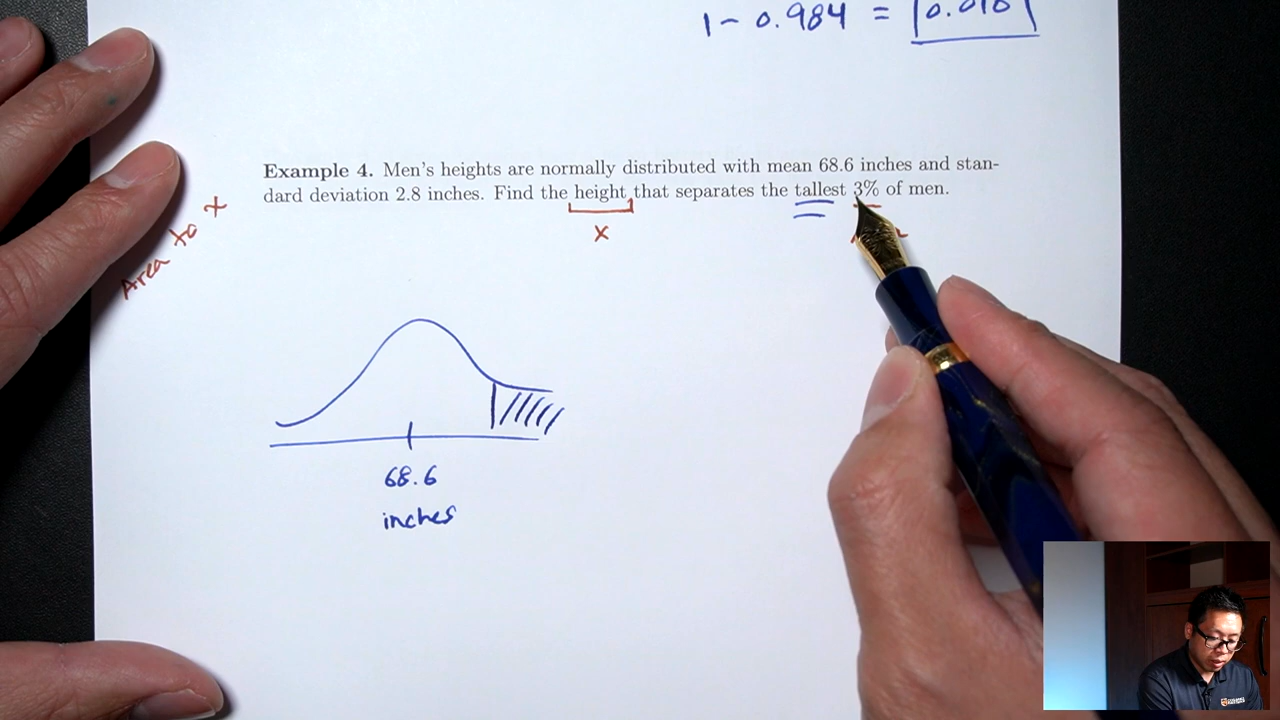 1 - 0.984 = 0.016
Example 4. Men's heights are normally distributed with mean 68.6 inches and stan-
dard deviation 2.8 inches. Find the height that separates the tallest 3% of men.
x
Area to x
68.6
inches